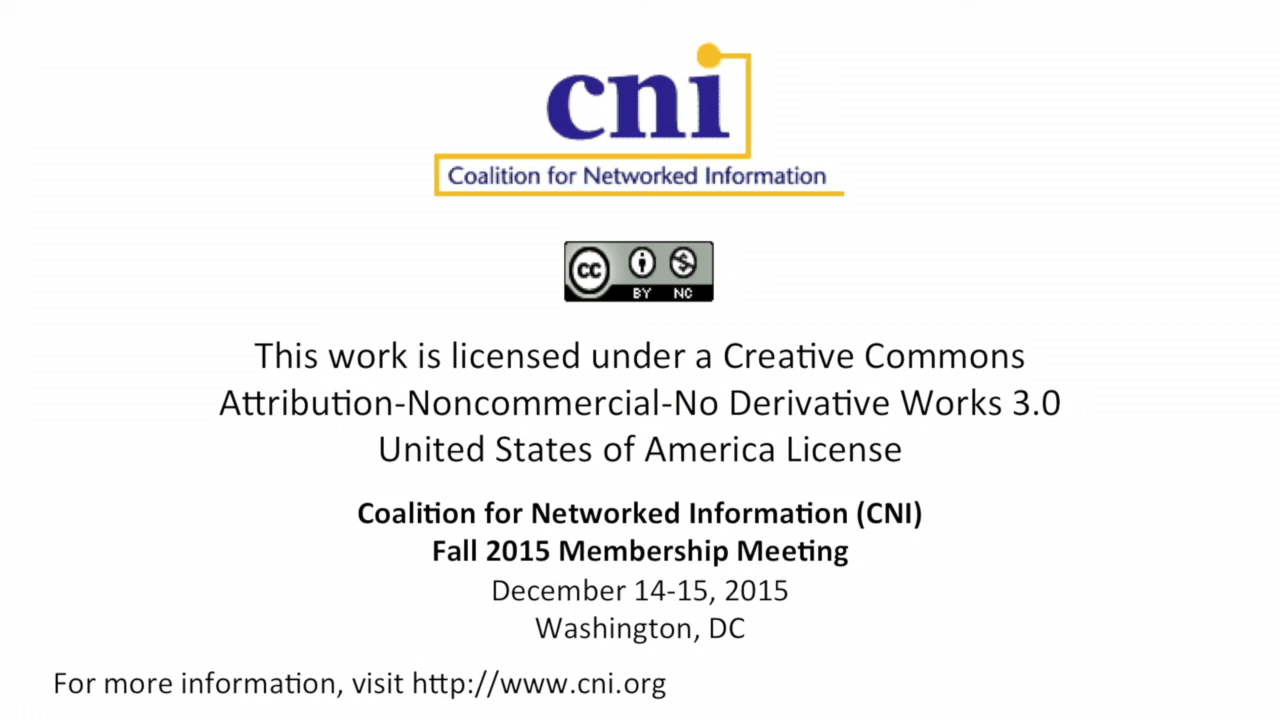 cni
Coalition for Networked Information
cc BY NC
This work is licensed under a Creative Commons
Attribution-Noncommercial-No Derivative Works 3.0
United States of America License
Coalition for Networked Information (CNI)
Fall 2015 Membership Meeting
December 14-15, 2015
Washington, DC
For more information, visit http://www.cni.org